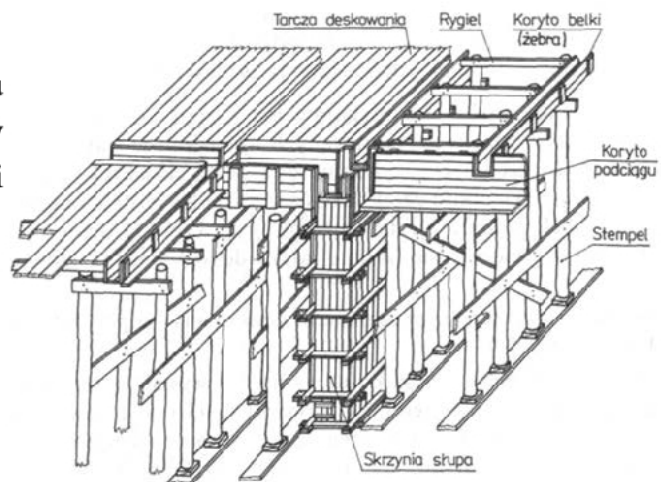 Tarcza deskowania
Rygiel
Koryto belki
(żebra)
a
y
i
Koryto
podciągu
Stempel
Skrzynia słupa